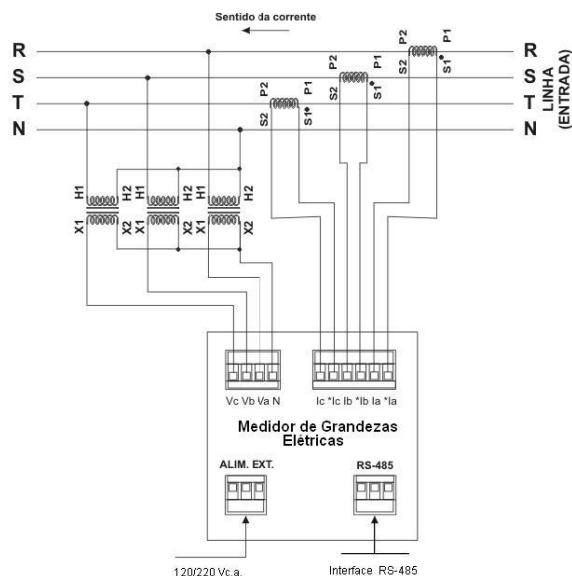 Sentido da corrente
R
S
T
N
P2
P1
S2
S1
P2
P1
S2
S1
P2
P1
S2
S1
R
S
T
N
LINHA
(ENTRADA)
H1
H2
X1
X2
H1
H2
X1
X2
H1
H2
X1
X2
Vc Vb Va N
Ic *Ic Ib *Ib Ia *Ia
Medidor de Grandezas
Elétricas
ALIM. EXT.
RS-485
120/220 Vc.a.
Interface RS-485